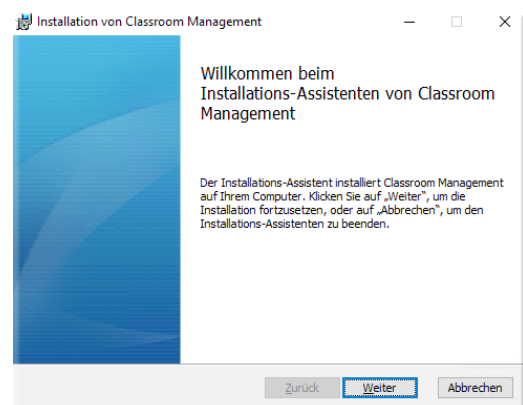 Installation von Classroom Management
Willkommen beim
Installations-Assistenten von Classroom
Management
Der Installations-Assistent installiert Classroom Management
auf Ihrem Computer. Klicken Sie auf „Weiter“, um die
Installation fortzusetzen, oder auf „Abbrechen“, um den
Installations-Assistenten zu beenden.
Zurück Weiter Abbrechen